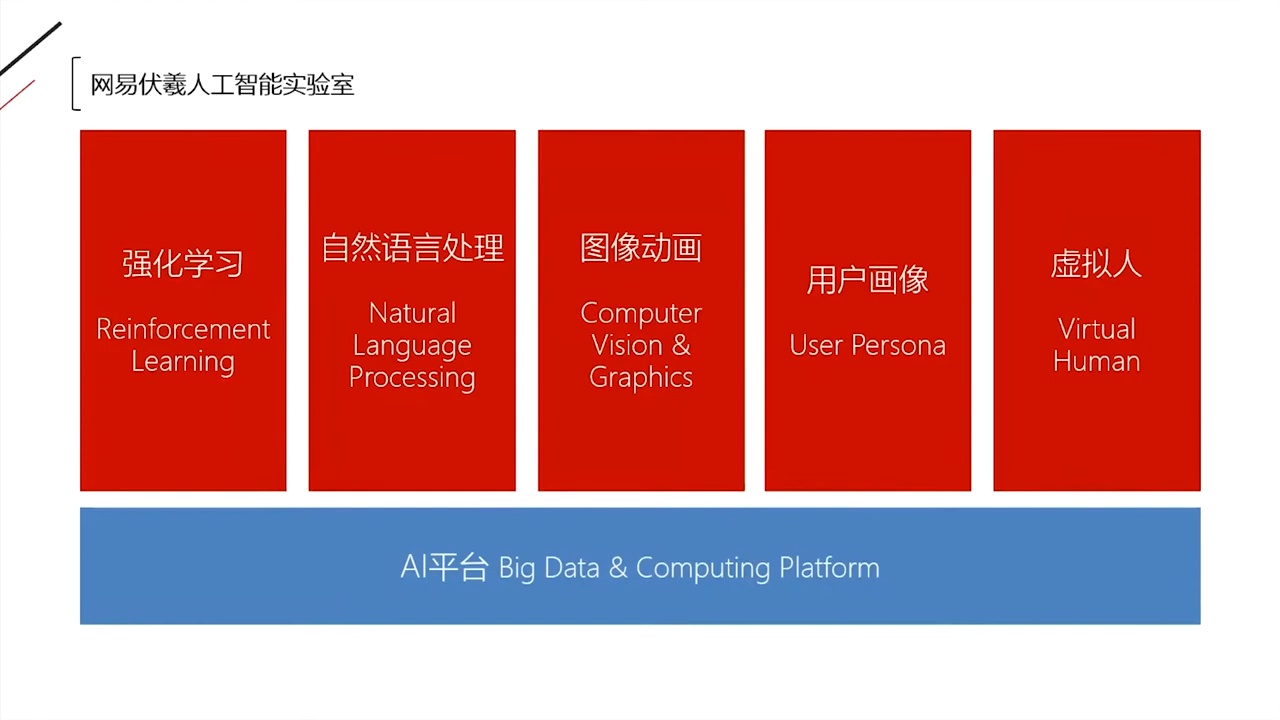 网易伏羲人工智能实验室
强化学习
Reinforcement
Learning
自然语言处理
Natural
Language
Processing
图像动画
Computer
Vision &
Graphics
用户画像
User Persona
虚拟人
Virtual
Human
AI平台 Big Data & Computing Platform